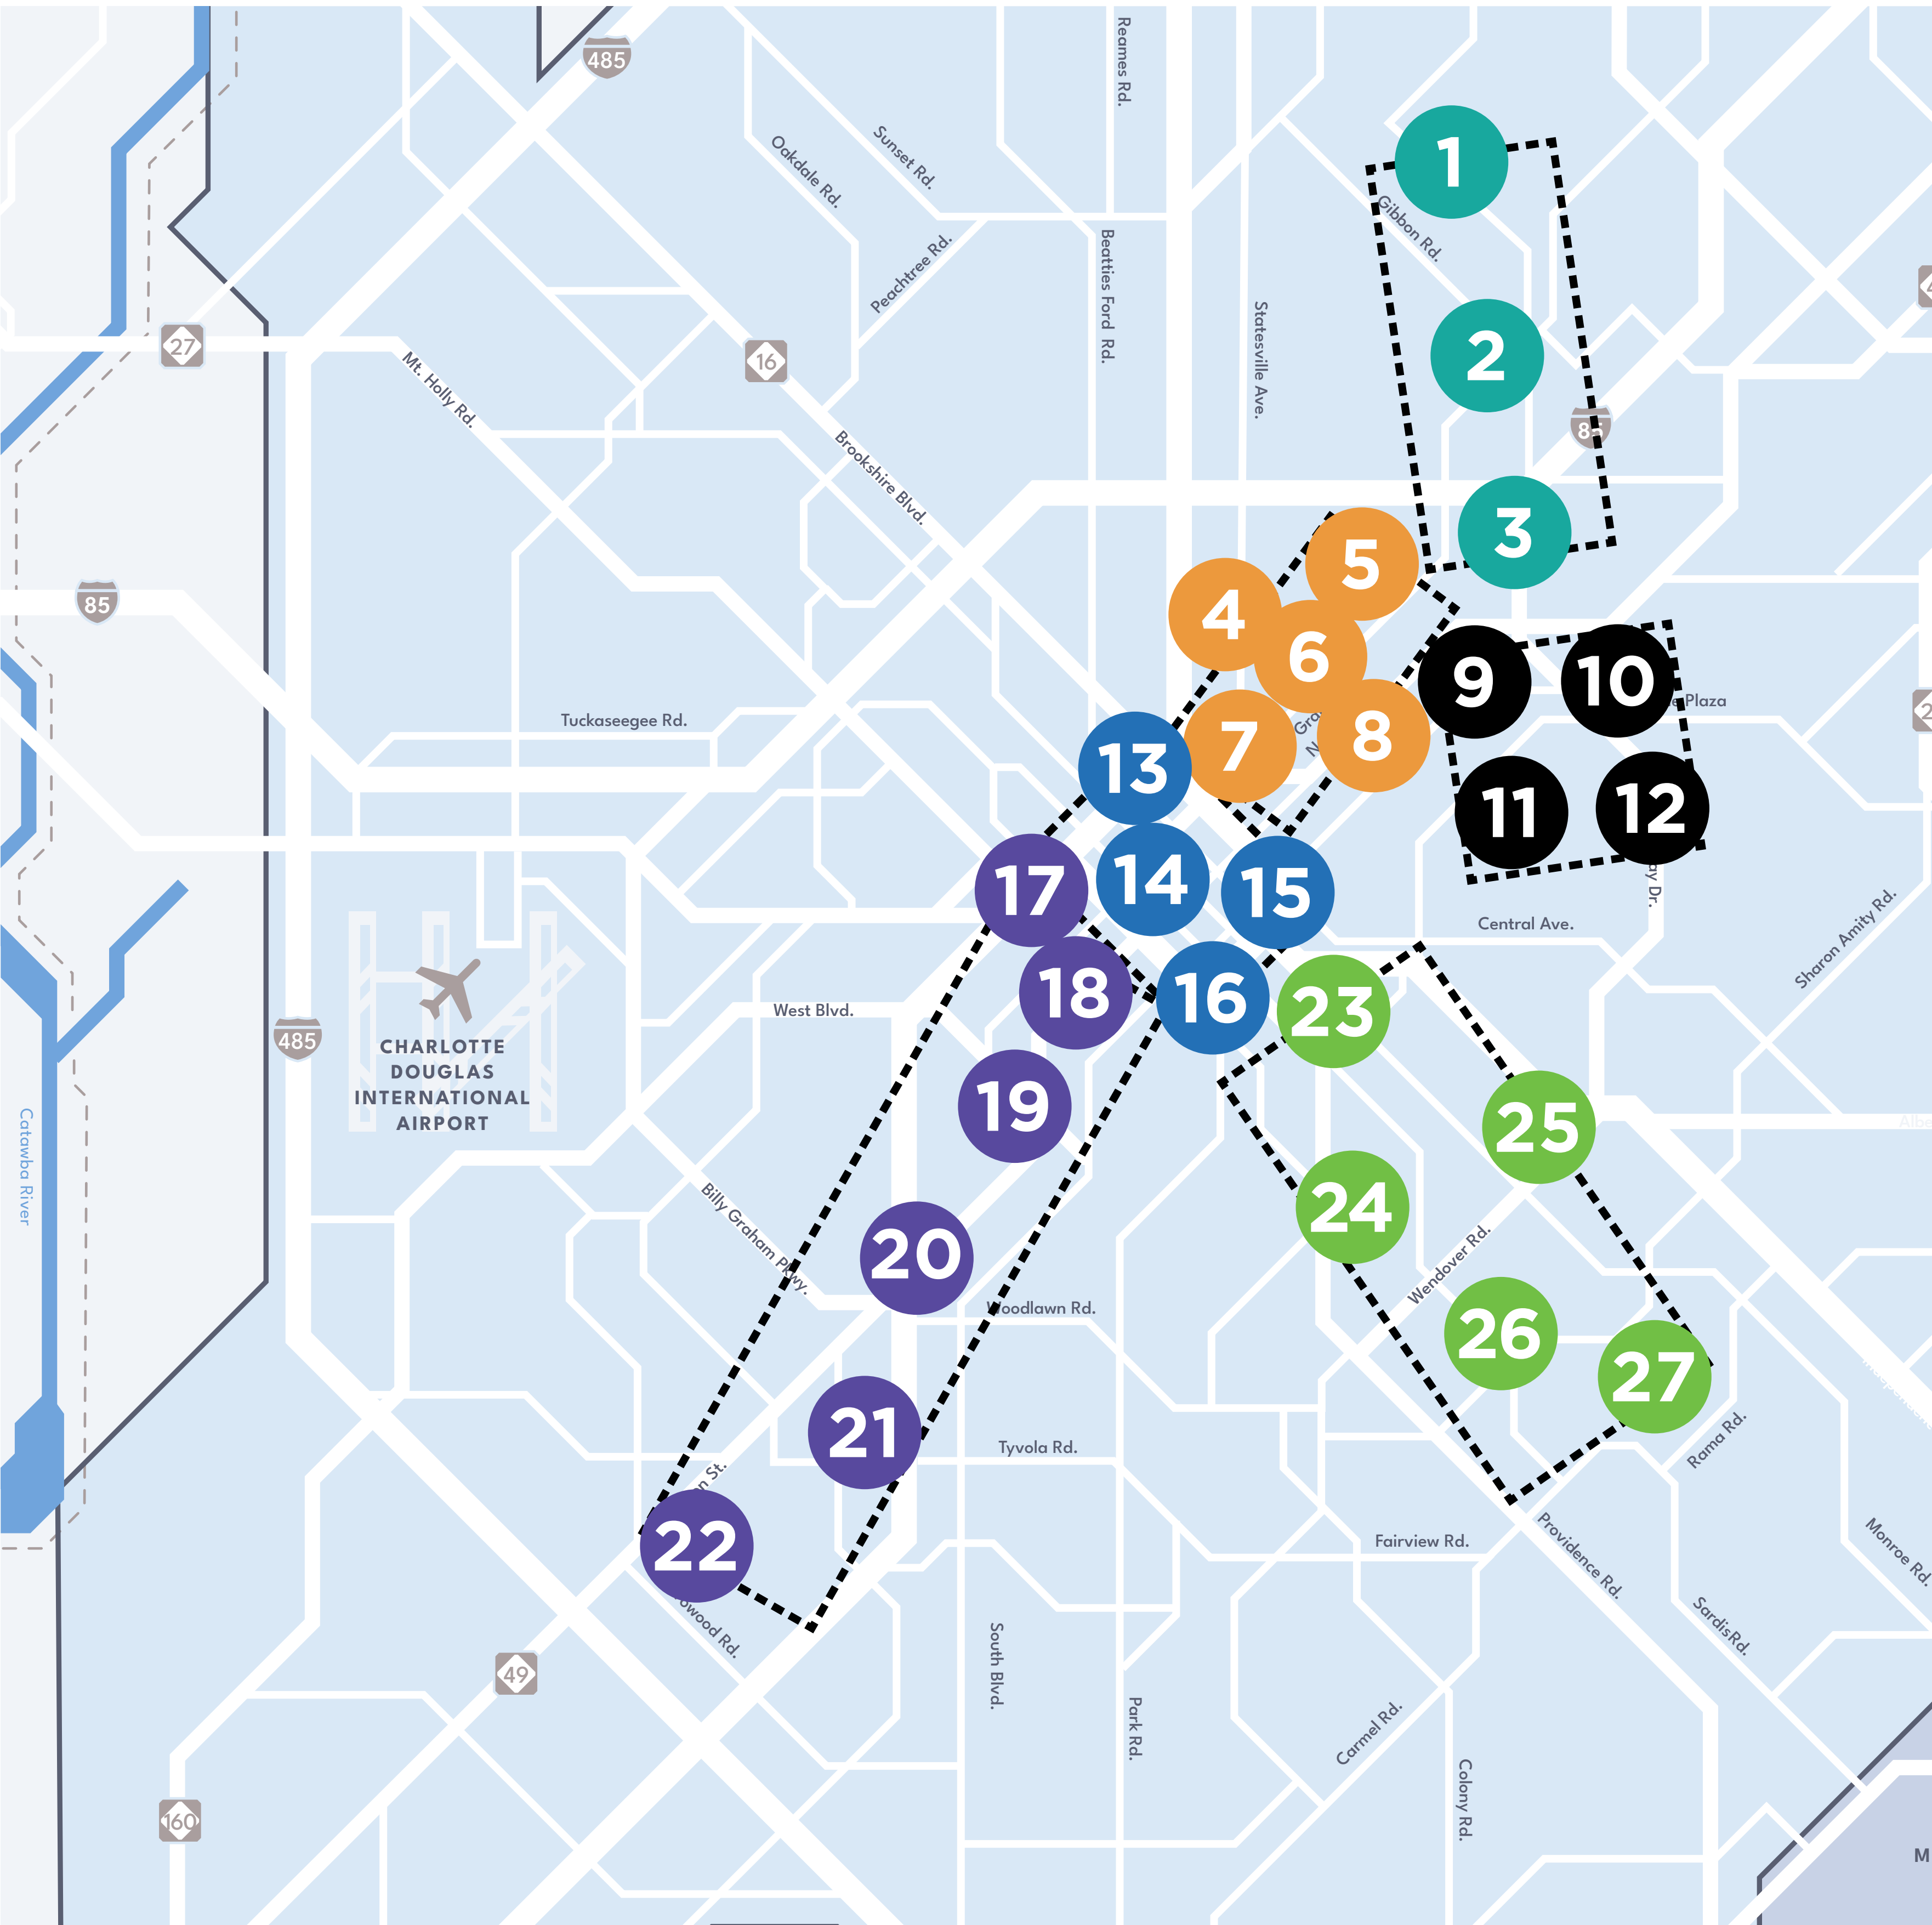 485
Reames Rd.
Sunset Rd.
Oakdale Rd.
Peachtree Rd.
Beatties Ford Rd.
Statesville Ave.
Gibbon Rd.
1
2
3
27
16
85
Mt. Holly Rd.
Brookshire Blvd.
85
4
5
6
7
8
9
10
Plaza
11
12
Tuckaseegee Rd.
13
14
15
16
17
18
19
20
21
22
23
24
25
26
27
Central Ave.
Dr.
Sharon Amity Rd.
West Blvd.
485
CHARLOTTE
DOUGLAS
INTERNATIONAL
AIRPORT
Catawba River
Billy Graham Pkwy.
Woodlawn Rd.
Wendover Rd.
Tyvola Rd.
St.
Rd.
Rama Rd.
Fairview Rd.
Providence Rd.
Monroe Rd.
SardisRd.
49
South Blvd.
Park Rd.
Carmel Rd.
Colony Rd.
160
M